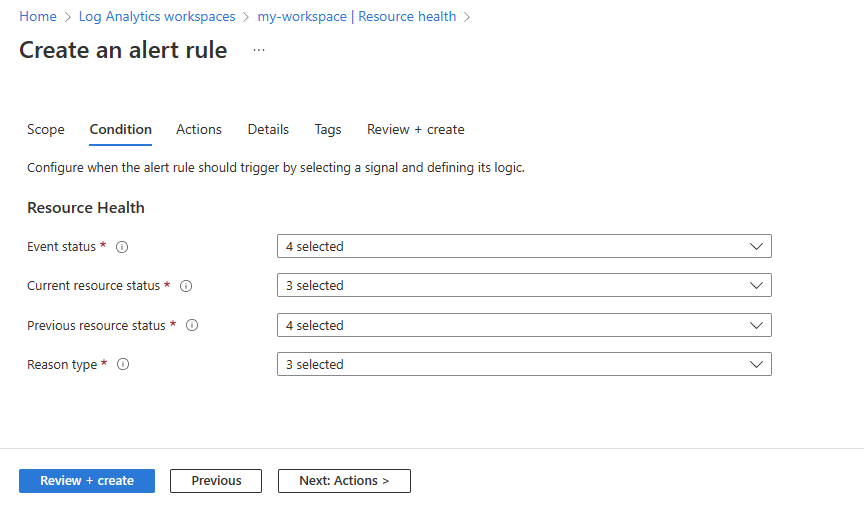 Home > Log Analytics workspaces > my-workspace | Resource health >
Create an alert rule ...
Scope Condition Actions Details Tags Review + create
Configure when the alert rule should trigger by selecting a signal and defining its logic.
Resource Health
Event status * 4 selected
Current resource status * 3 selected
Previous resource status * 4 selected
Reason type * 3 selected
Review + create Previous Next: Actions >